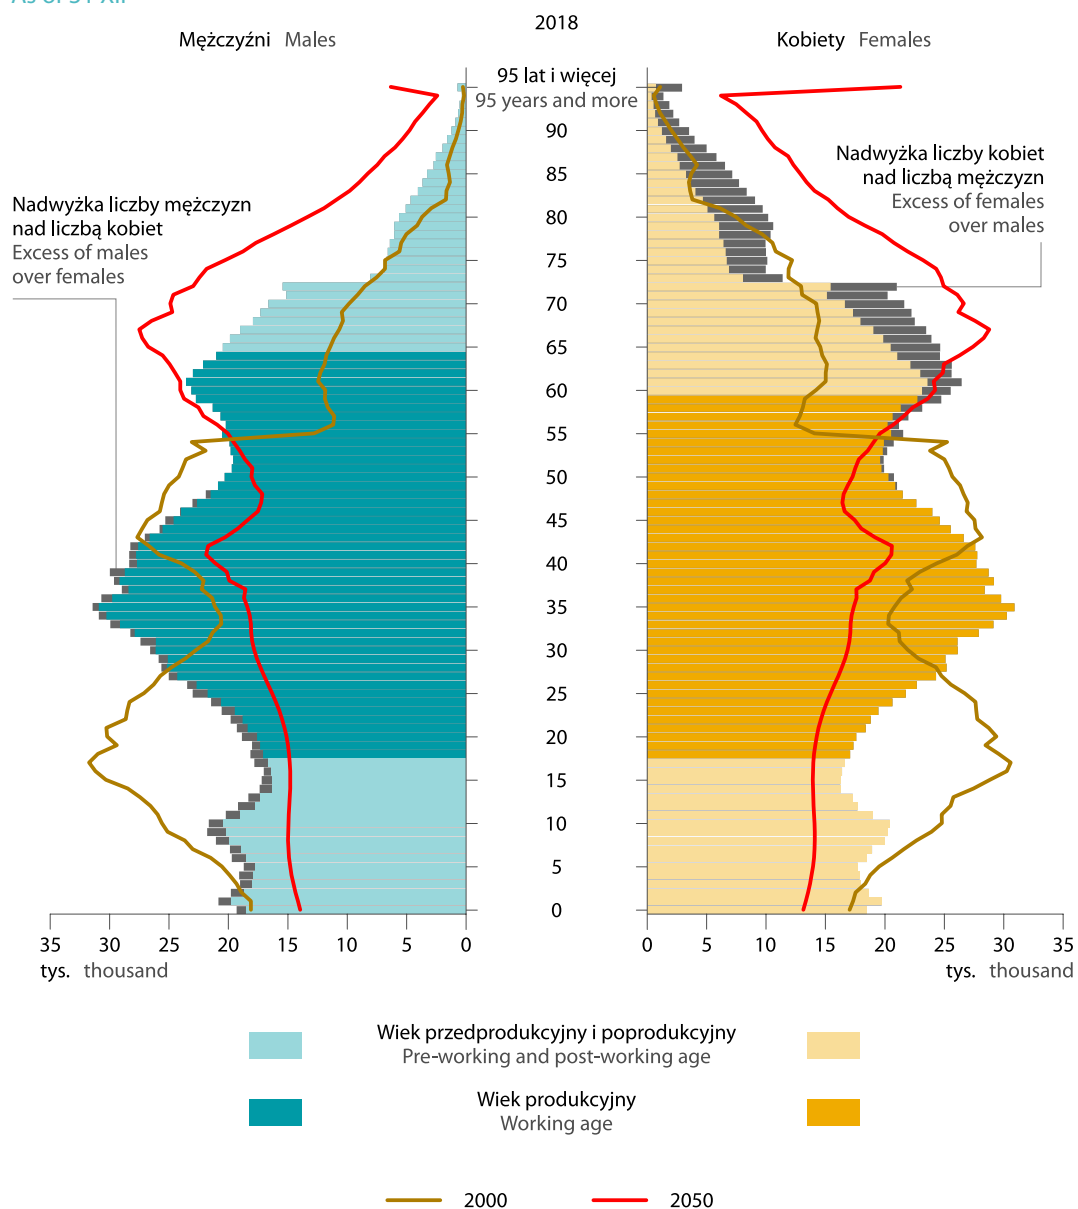 As of 31 XII
2018
Mężczyźni Males
Kobiety Females
95 lat i więcej
95 years and more
90
85
80
75
70
65
60
55
50
45
40
35
30
25
20
15
10
5
0
Nadwyżka liczby mężczyzn
nad liczbą kobiet
Excess of males
over females
Nadwyżka liczby kobiet
nad liczbą mężczyzn
Excess of females
over males
35 30 25 20 15 10 5 0
tys. thousand
0 5 10 15 20 25 30 35
tys. thousand
Wiek przedprodukcyjny i poprodukcyjny
Pre-working and post-working age
Wiek produkcyjny
Working age
2000
2050